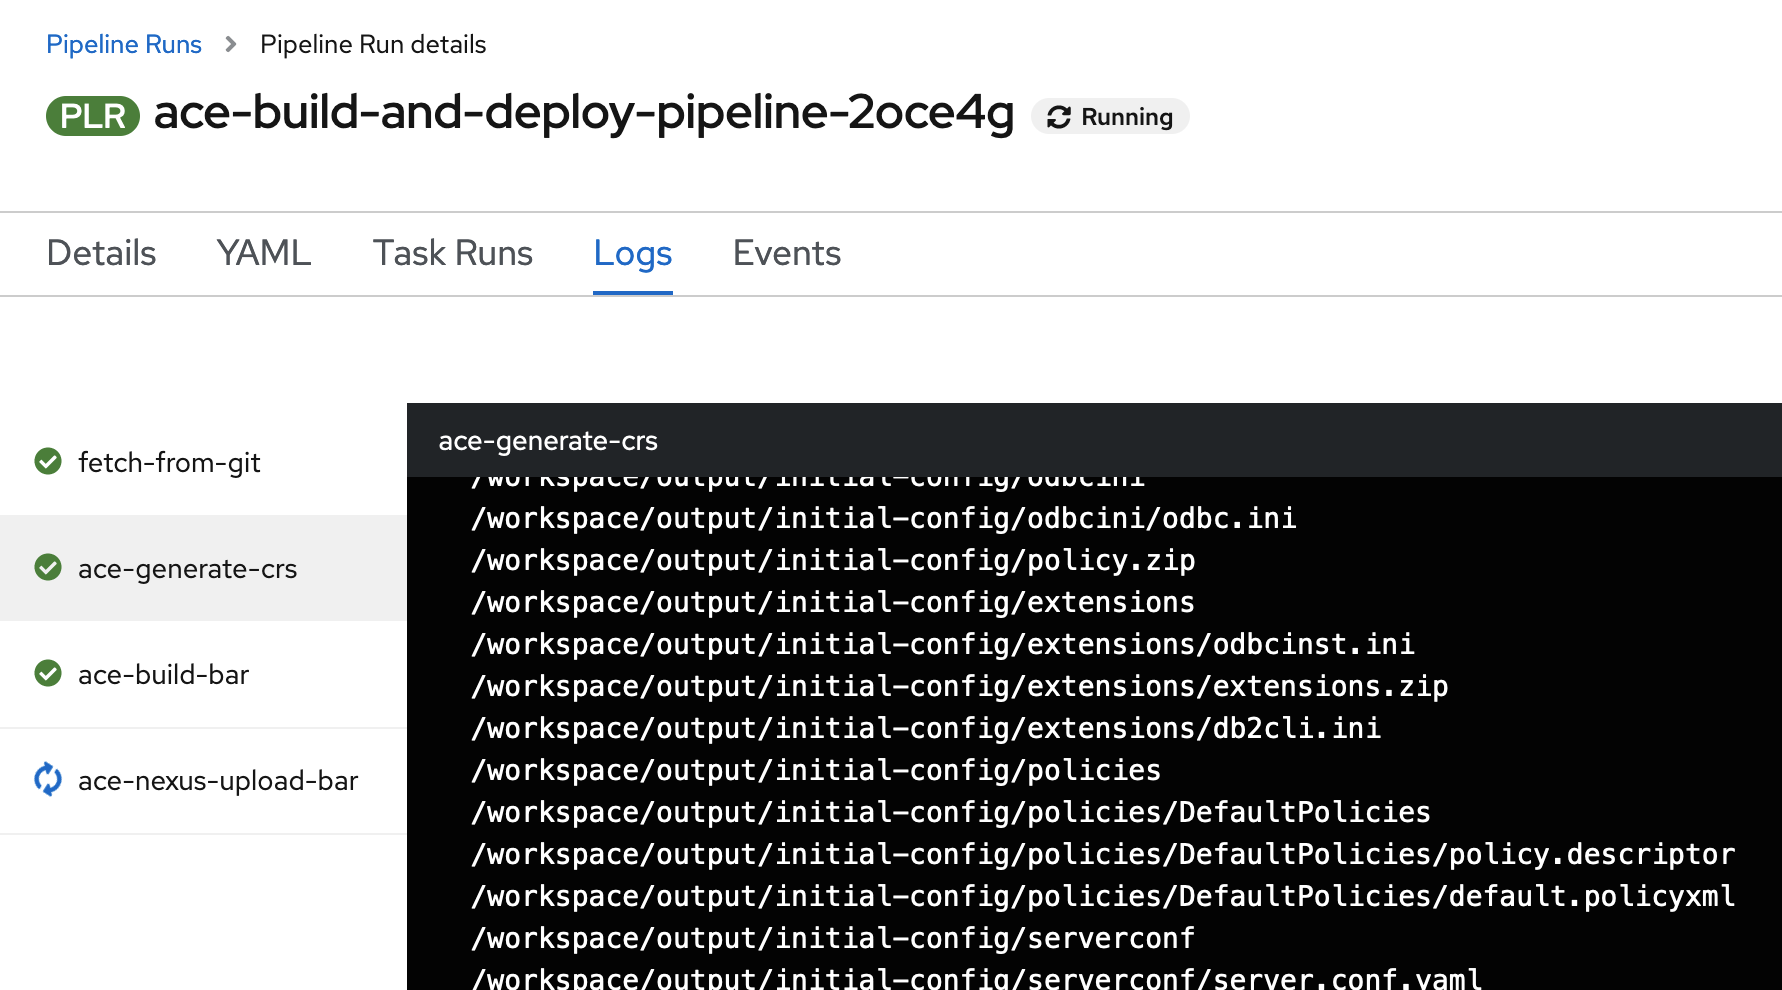 Pipeline Runs > Pipeline Run details
PLR ace-build-and-deploy-pipeline-2oce4g Running
Details YAML Task Runs Logs Events
fetch-from-git
ace-generate-crs
ace-build-bar
ace-nexus-upload-bar
ace-generate-crs
/workspace/output/initial-config/odbcini
/workspace/output/initial-config/odbcini/odbc.ini
/workspace/output/initial-config/policy.zip
/workspace/output/initial-config/extensions
/workspace/output/initial-config/extensions/odbcinst.ini
/workspace/output/initial-config/extensions/extensions.zip
/workspace/output/initial-config/extensions/db2cli.ini
/workspace/output/initial-config/policies
/workspace/output/initial-config/policies/DefaultPolicies
/workspace/output/initial-config/policies/DefaultPolicies/policy.descriptor
/workspace/output/initial-config/policies/DefaultPolicies/default.policyxml
/workspace/output/initial-config/serverconf
/workspace/output/initial-config/serverconf/server.conf.yaml